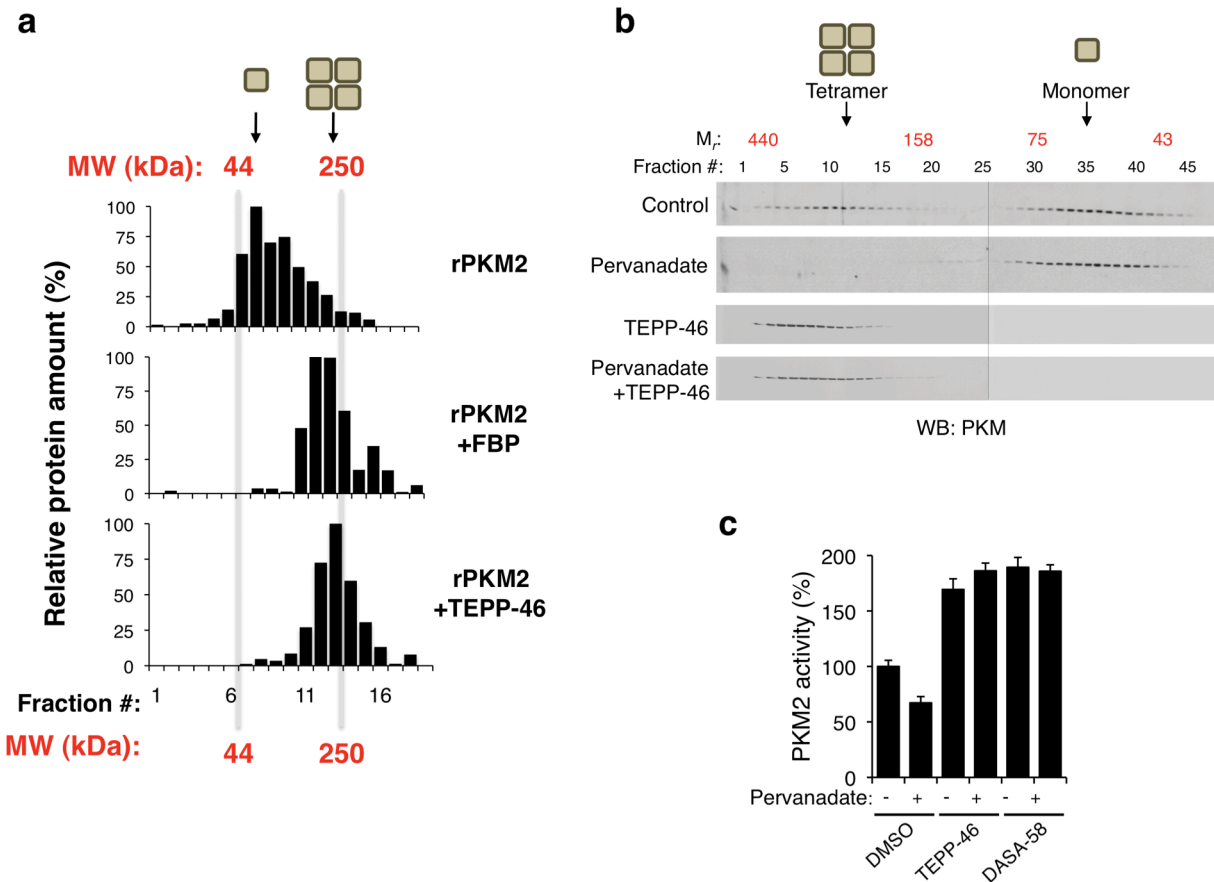 a
MW (kDa): 44 250
Relative protein amount (%)
100
75
50
25
0
rPKM2
100
75
50
25
0
rPKM2
+FBP
100
75
50
25
0
rPKM2
+TEPP-46
Fraction #: 1 6 11 16
MW (kDa): 44 250
b
Tetramer Monomer
Mr: 440 158 75 43
Fraction #: 1 5 10 15 20 25 30 35 40 45
Control
Pervanadate
TEPP-46
Pervanadate
+TEPP-46
WB: PKM
c
PKM2 activity (%)
200
150
100
50
0
Pervanadate: - + - + - +
DMSO TEPP-46 DASA-58